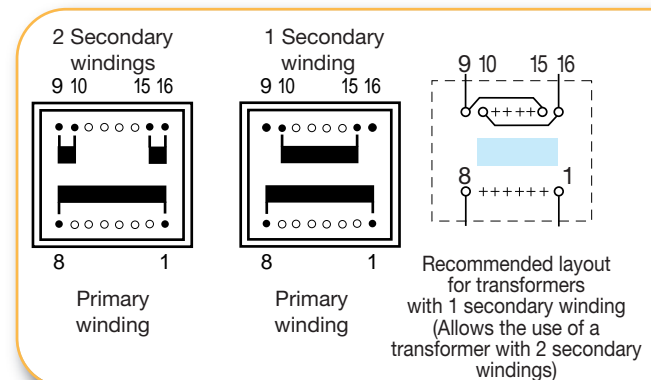 2 Secondary
windings
9 10 15 16
8 1
Primary
winding
1 Secondary
winding
9 10 15 16
8 1
Primary
winding
9 10 15 16
8 1
Recommended layout
for transformers
with 1 secondary winding
(Allows the use of a
transformer with 2 secondary
windings)